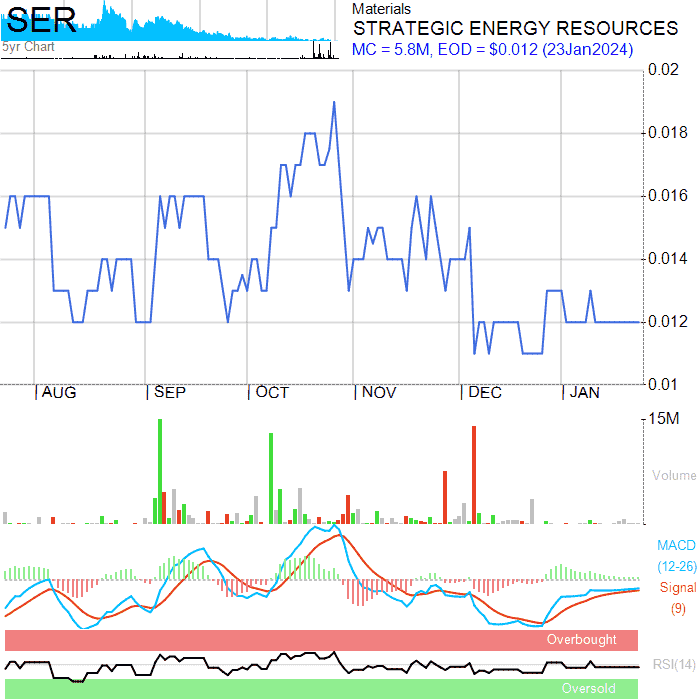 SER
5yr Chart
Materials
STRATEGIC ENERGY RESOURCES
MC = 5.8M, EOD = $0.012 (23Jan2024)
0.02
0.018
0.016
0.014
0.012
0.01
AUG SEP OCT NOV DEC JAN
15M
Volume
MACD
(12-26)
Signal
(9)
Overbought
RSI(14)
Oversold